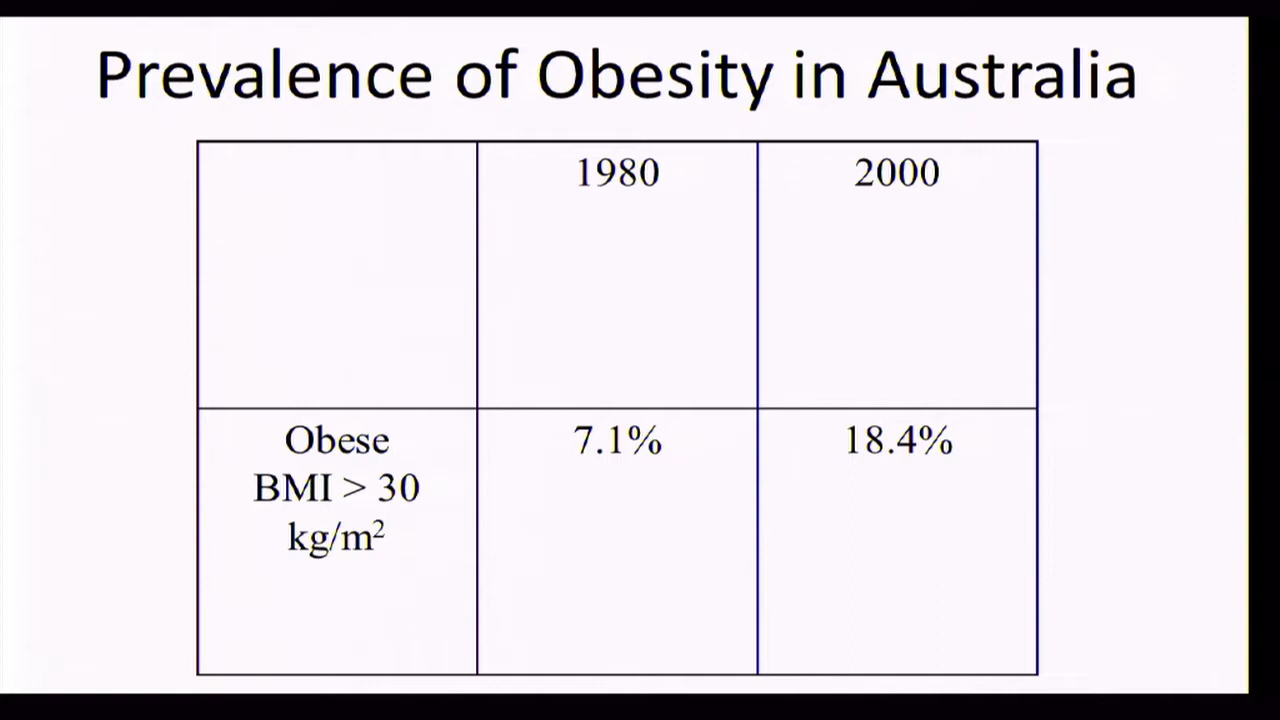 Prevalence of Obesity in Australia
1980
2000
Obese
BMI > 30
kg/m²
7.1%
18.4%